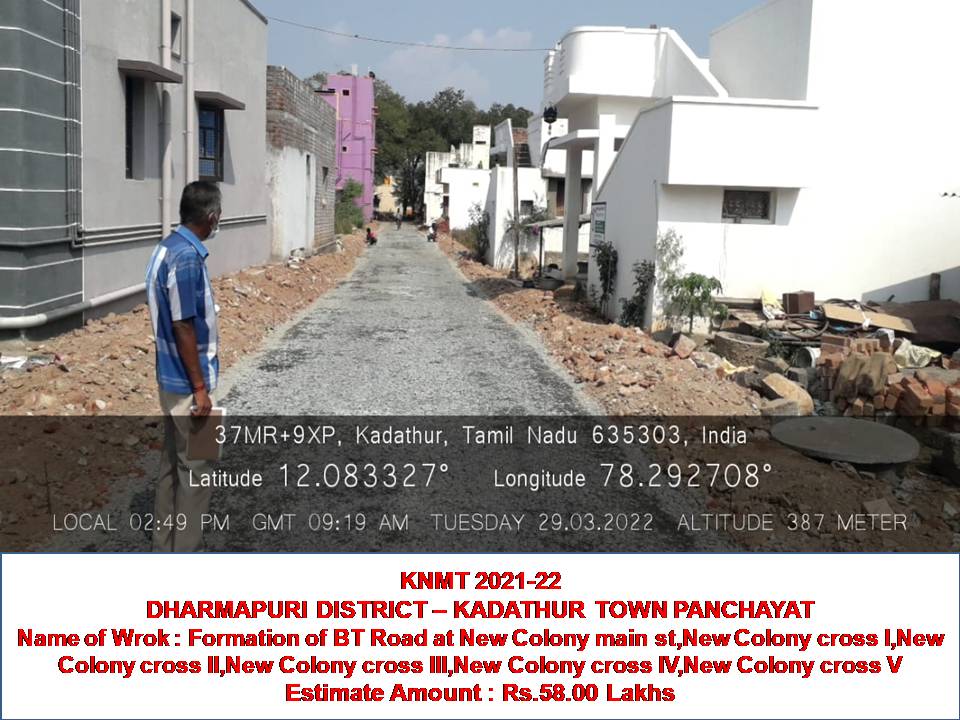 37MR+9XP, Kadathur, Tamil Nadu 635303, India
Latitude 12.083327° Longitude 78.292708°
LOCAL 02:49 PM GMT 09:19 AM TUESDAY 29.03.2022 ALTITUDE 387 METER
KNMT 2021-22
DHARMAPURI DISTRICT – KADATHUR TOWN PANCHAYAT
Name of Wrok : Formation of BT Road at New Colony main st,New Colony cross I,New
Colony cross II,New Colony cross III,New Colony cross IV,New Colony cross V
Estimate Amount : Rs.58.00 Lakhs